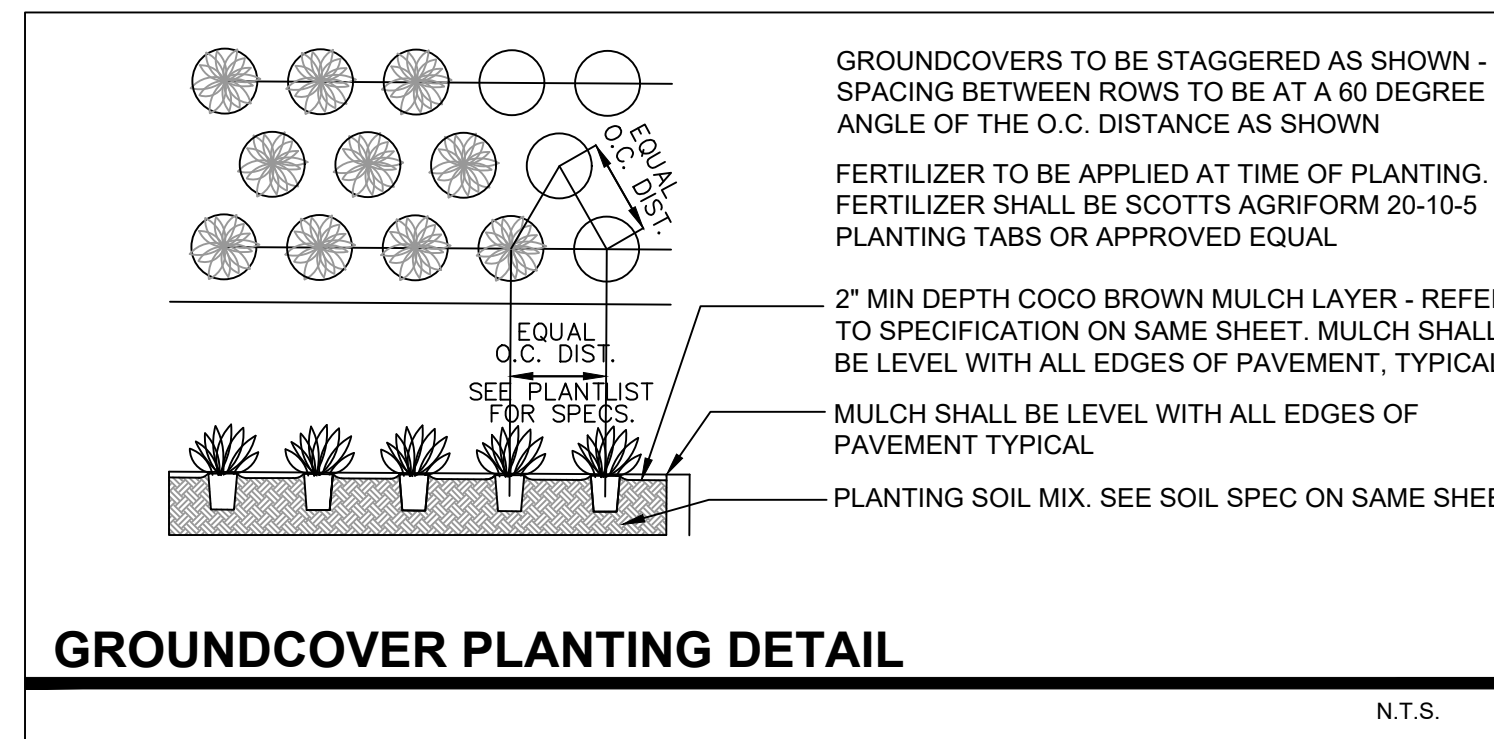 GROUNDCOVERS TO BE STAGGERED AS SHOWN -
SPACING BETWEEN ROWS TO BE AT A 60 DEGREE
ANGLE OF THE O.C. DISTANCE AS SHOWN
EQUAL
O.C. DIST.
FERTILIZER TO BE APPLIED AT TIME OF PLANTING.
FERTILIZER SHALL BE SCOTTS AGRIFORM 20-10-5
PLANTING TABS OR APPROVED EQUAL
2" MIN DEPTH COCO BROWN MULCH LAYER - REFE
TO SPECIFICATION ON SAME SHEET. MULCH SHALL
BE LEVEL WITH ALL EDGES OF PAVEMENT, TYPICAL
EQUAL
O.C. DIST.
SEE PLANTLIST
FOR SPECS.
MULCH SHALL BE LEVEL WITH ALL EDGES OF
PAVEMENT TYPICAL
PLANTING SOIL MIX. SEE SOIL SPEC ON SAME SHEE
GROUNDCOVER PLANTING DETAIL
N.T.S.